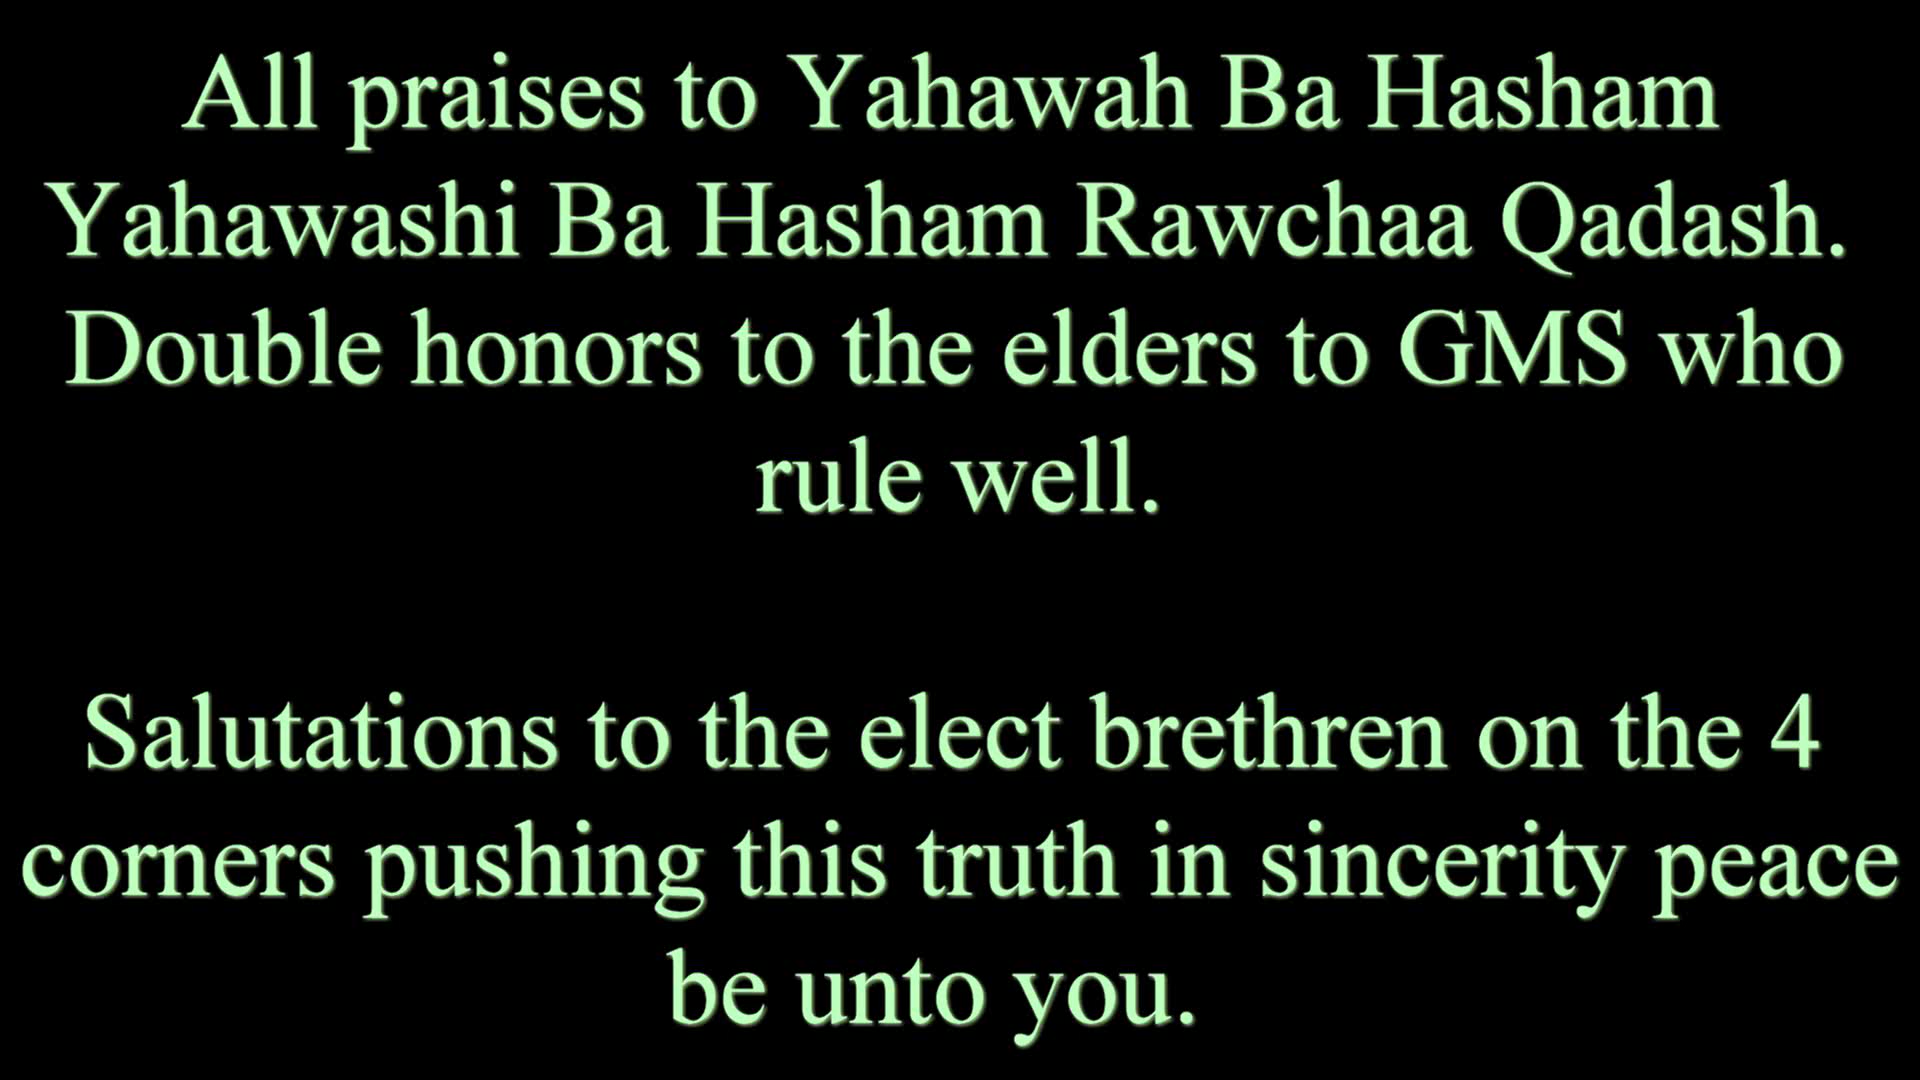 All praises to Yahawah Ba Hasham
Yahawashi Ba Hasham Rawchaa Qadash.
Double honors to the elders to GMS who
rule well.
Salutations to the elect brethren on the 4
corners pushing this truth in sincerity peace
be unto you.